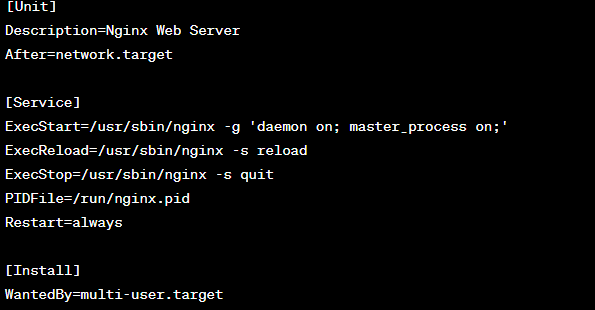 [Unit]
Description=Nginx Web Server
After=network.target

[Service]
ExecStart=/usr/sbin/nginx -g 'daemon on; master_process on;'
ExecReload=/usr/sbin/nginx -s reload
ExecStop=/usr/sbin/nginx -s quit
PIDFile=/run/nginx.pid
Restart=always

[Install]
WantedBy=multi-user.target